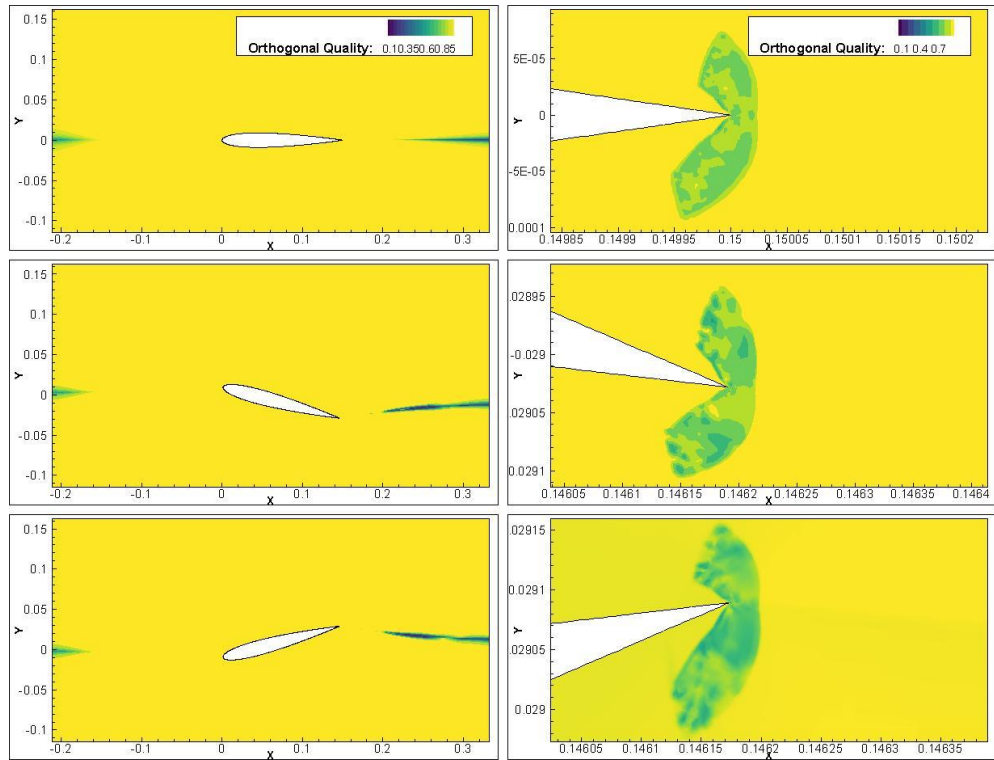 0.15
0.1
0.05
0
-0.05
-0.1
Y
-0.2 -0.1 0 0.1 0.2 0.3
X
Orthogonal Quality: 0.10.350.60.85
5E-05
0
-5E-05
0.0001
Y
0.14985 0.1499 0.14995 0.15 0.15005 0.1501 0.15015 0.1502
X
Orthogonal Quality: 0.1 0.4 0.7
0.15
0.1
0.05
0
-0.05
-0.1
Y
-0.2 -0.1 0 0.1 0.2 0.3
X
.02895
-0.029
.02905
0.0291
Y
0.14605 0.1461 0.14615 0.1462 0.14625 0.1463 0.14635 0.1464
X
0.15
0.1
0.05
0
-0.05
-0.1
Y
-0.2 -0.1 0 0.1 0.2 0.3
X
.02915
0.0291
.02905
0.029
Y
0.14605 0.1461 0.14615 0.1462 0.14625 0.1463 0.14635
X